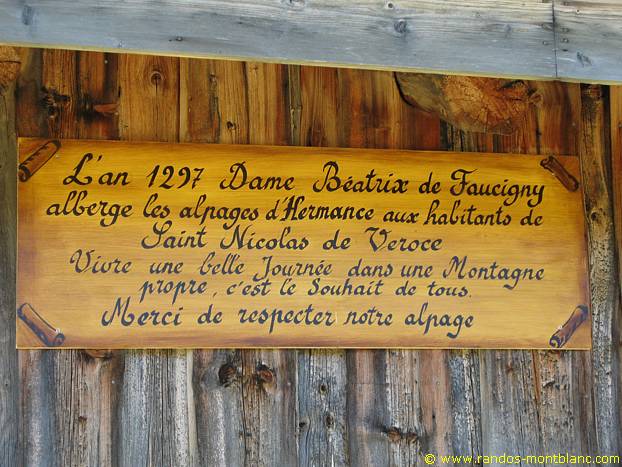 L'an 1297 Dame Béatrix de Faucigny
alberge les alpages d'Hermance aux habitants de
Saint Nicolas de Veroce
Vivre une belle Journée dans une Montagne
propre, c'est le Souhait de tous.
Merci de respecter notre alpage
© www.randos-montblanc.com